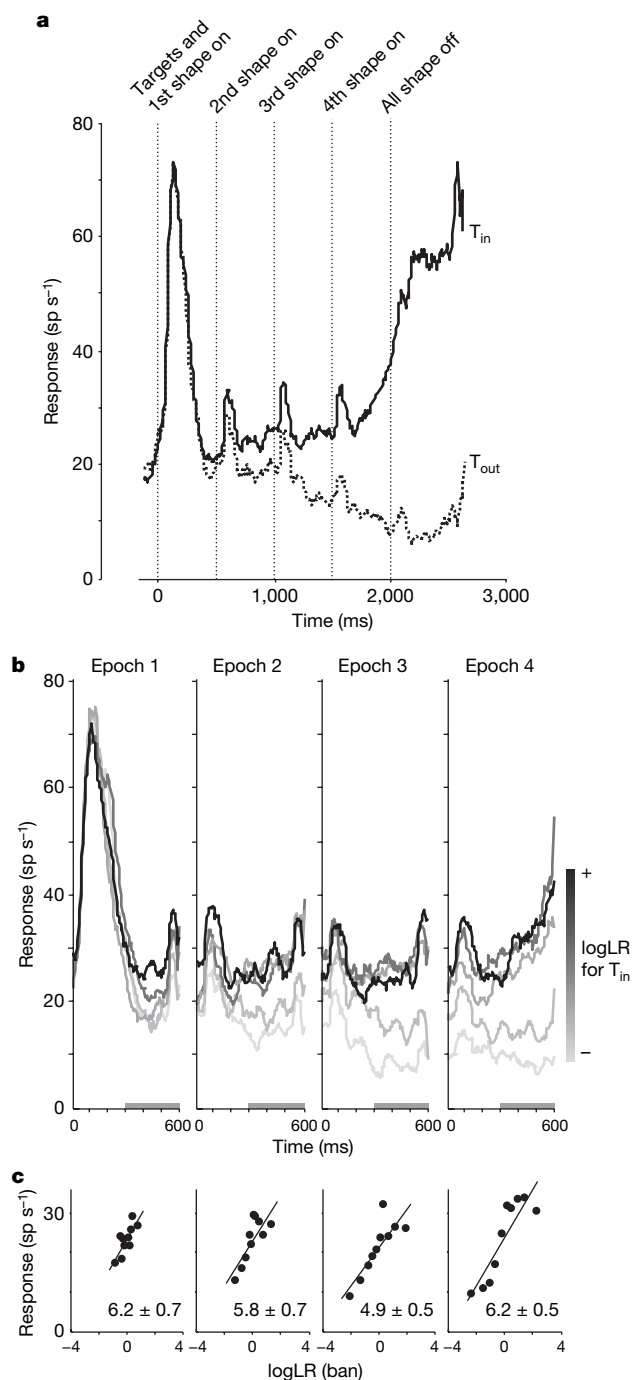 a
Targets and
1st shape on
2nd shape on
3rd shape on
4th shape on
All shape off
80
60
40
20
0
Response (sp s⁻¹)
T_in
T_out
0 1,000 2,000 3,000
Time (ms)
b
Epoch 1 Epoch 2 Epoch 3 Epoch 4
80
60
40
20
0
Response (sp s⁻¹)
+
logLR
for T_in
–
0 600 0 600 0 600 0 600
Time (ms)
c
30
0
Response (sp s⁻¹)
6.2 ± 0.7 5.8 ± 0.7 4.9 ± 0.5 6.2 ± 0.5
–4 0 4 –4 0 4 –4 0 4 –4 0 4
logLR (ban)